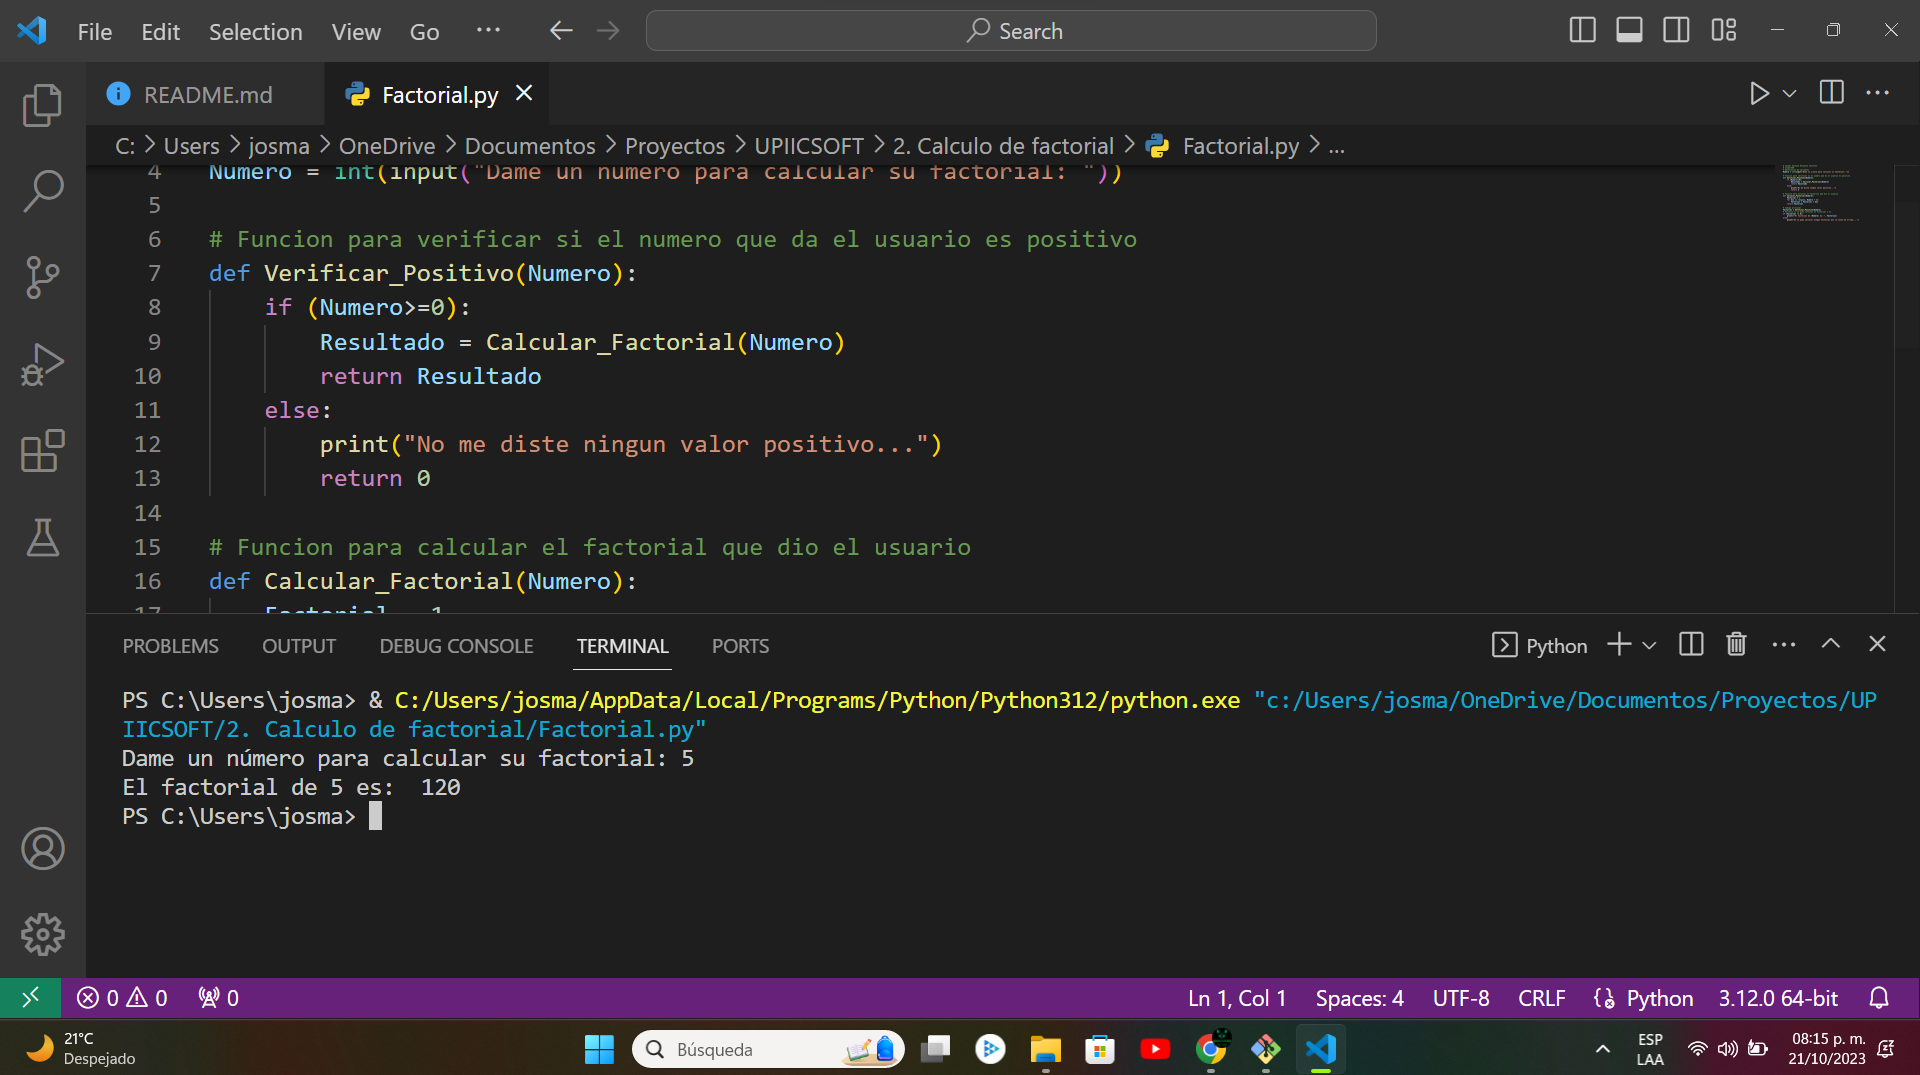 File Edit Selection View Go ··· Search
README.md Factorial.py
C: > Users > josma > OneDrive > Documentos > Proyectos > UPIICSOFT > 2. Calculo de factorial > Factorial.py > ...
4 Numero = int(input("Dame un número para calcular su factorial: "))
5
6 # Funcion para verificar si el numero que da el usuario es positivo
7 def Verificar_Positivo(Numero):
8 if (Numero>=0):
9 Resultado = Calcular_Factorial(Numero)
10 return Resultado
11 else:
12 print("No me diste ningun valor positivo...")
13 return 0
14
15 # Funcion para calcular el factorial que dio el usuario
16 def Calcular_Factorial(Numero):
17 Factorial = 1
PROBLEMS OUTPUT DEBUG CONSOLE TERMINAL PORTS Python
PS C:\Users\josma> & C:/Users/josma/AppData/Local/Programs/Python/Python312/python.exe "c:/Users/josma/OneDrive/Documentos/Proyectos/UP
IICSOFT/2. Calculo de factorial/Factorial.py"
Dame un número para calcular su factorial: 5
El factorial de 5 es:  120
PS C:\Users\josma>
0 0 0 Ln 1, Col 1 Spaces: 4 UTF-8 CRLF Python 3.12.0 64-bit
21°C
Despejado
Búsqueda
ESP
LAA
08:15 p. m.
21/10/2023